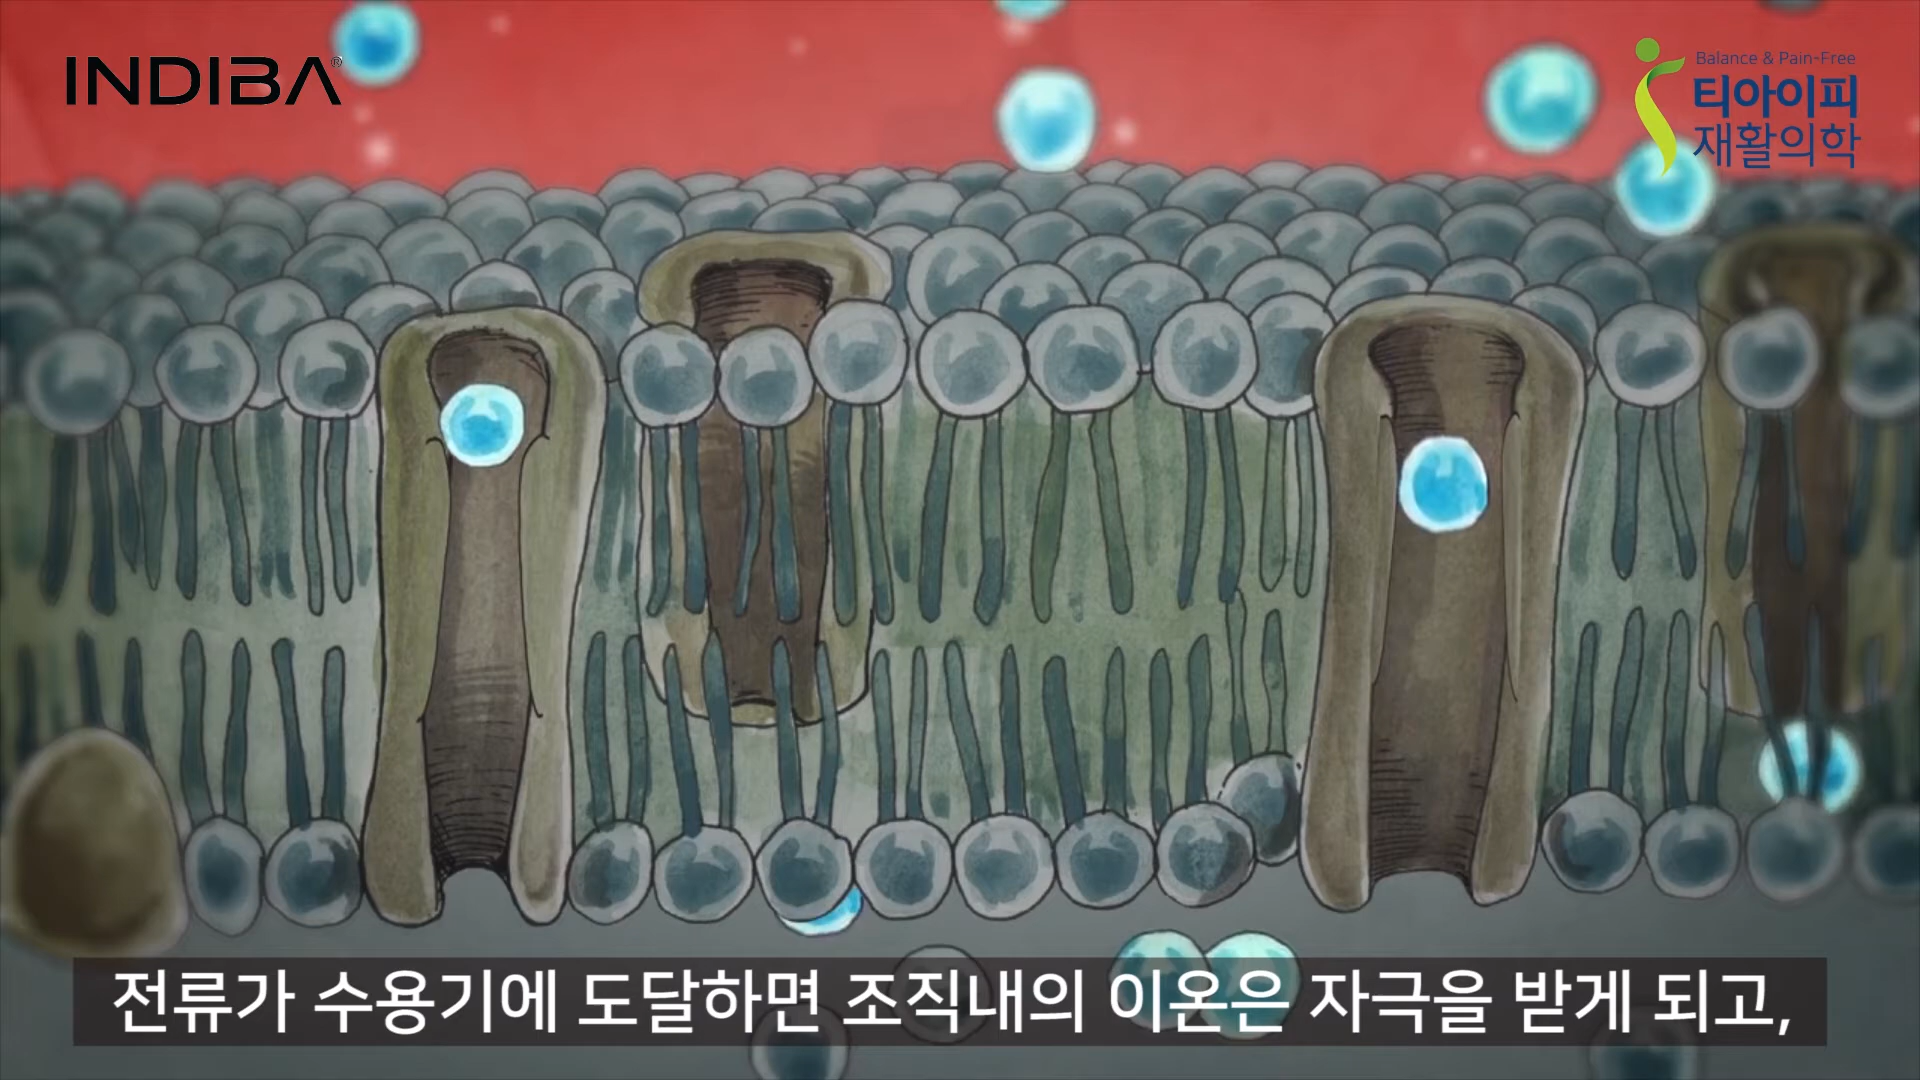 INDIBA®
Balance & Pain-Free
티아이피
재활의학
전류가 수용기에 도달하면 조직내의 이온은 자극을 받게 되고,